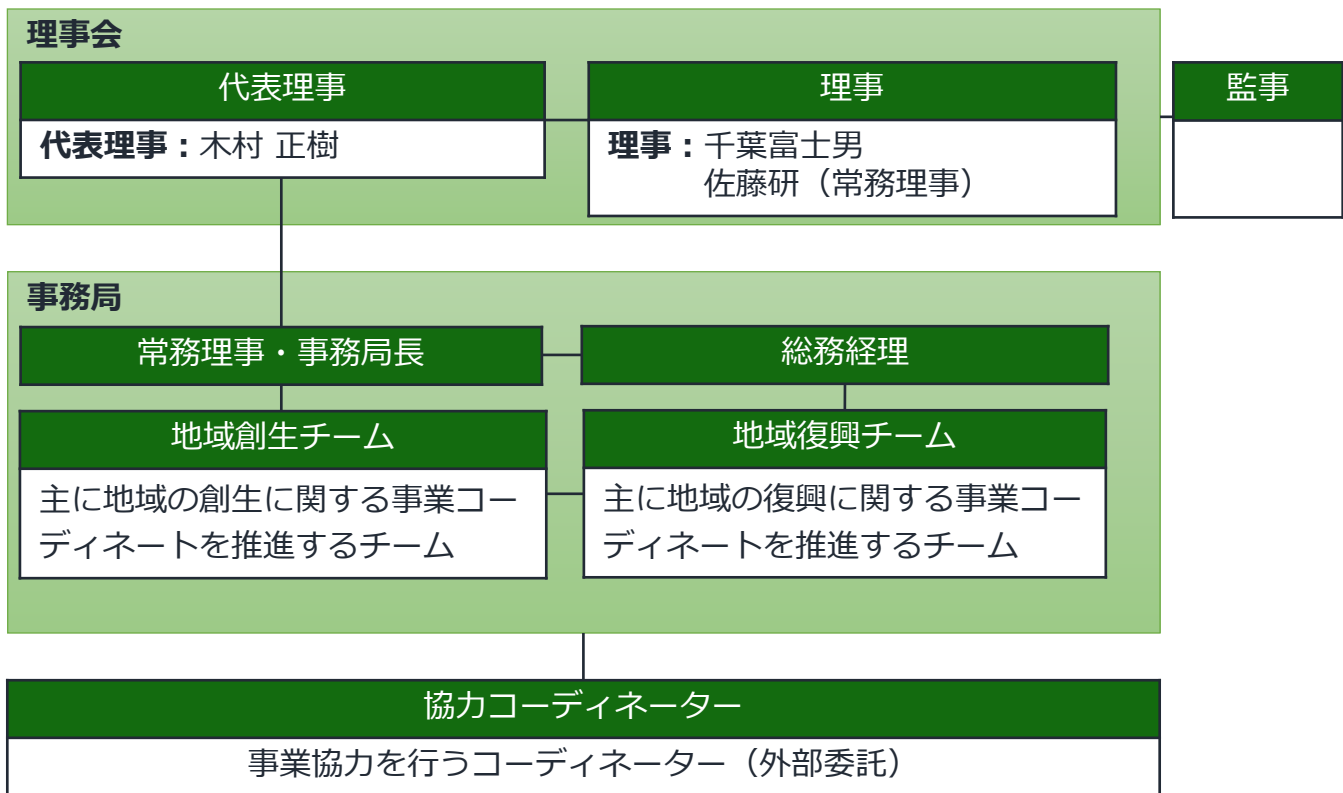 理事会
代表理事
理事
監事
代表理事：木村 正樹
理事：千葉富士男
佐藤研（常務理事）
事務局
常務理事・事務局長
総務経理
地域創生チーム
主に地域の創生に関する事業コー
ディネートを推進するチーム
地域復興チーム
主に地域の復興に関する事業コー
ディネートを推進するチーム
協力コーディネーター
事業協力を行うコーディネーター（外部委託）